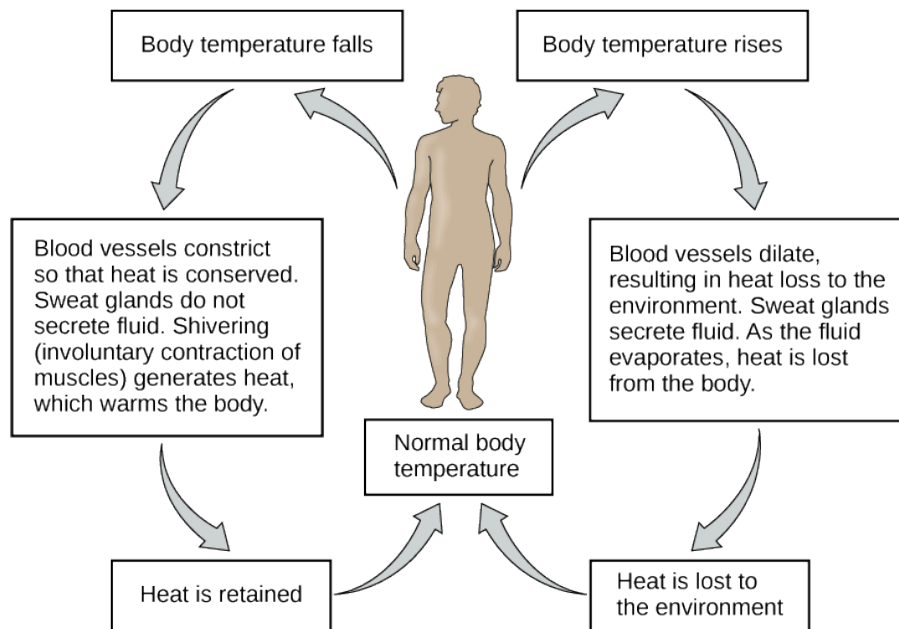 Body temperature falls
Body temperature rises
Blood vessels constrict
so that heat is conserved.
Sweat glands do not
secrete fluid. Shivering
(involuntary contraction of
muscles) generates heat,
which warms the body.
Blood vessels dilate,
resulting in heat loss to the
environment. Sweat glands
secrete fluid. As the fluid
evaporates, heat is lost
from the body.
Normal body
temperature
Heat is retained
Heat is lost to
the environment